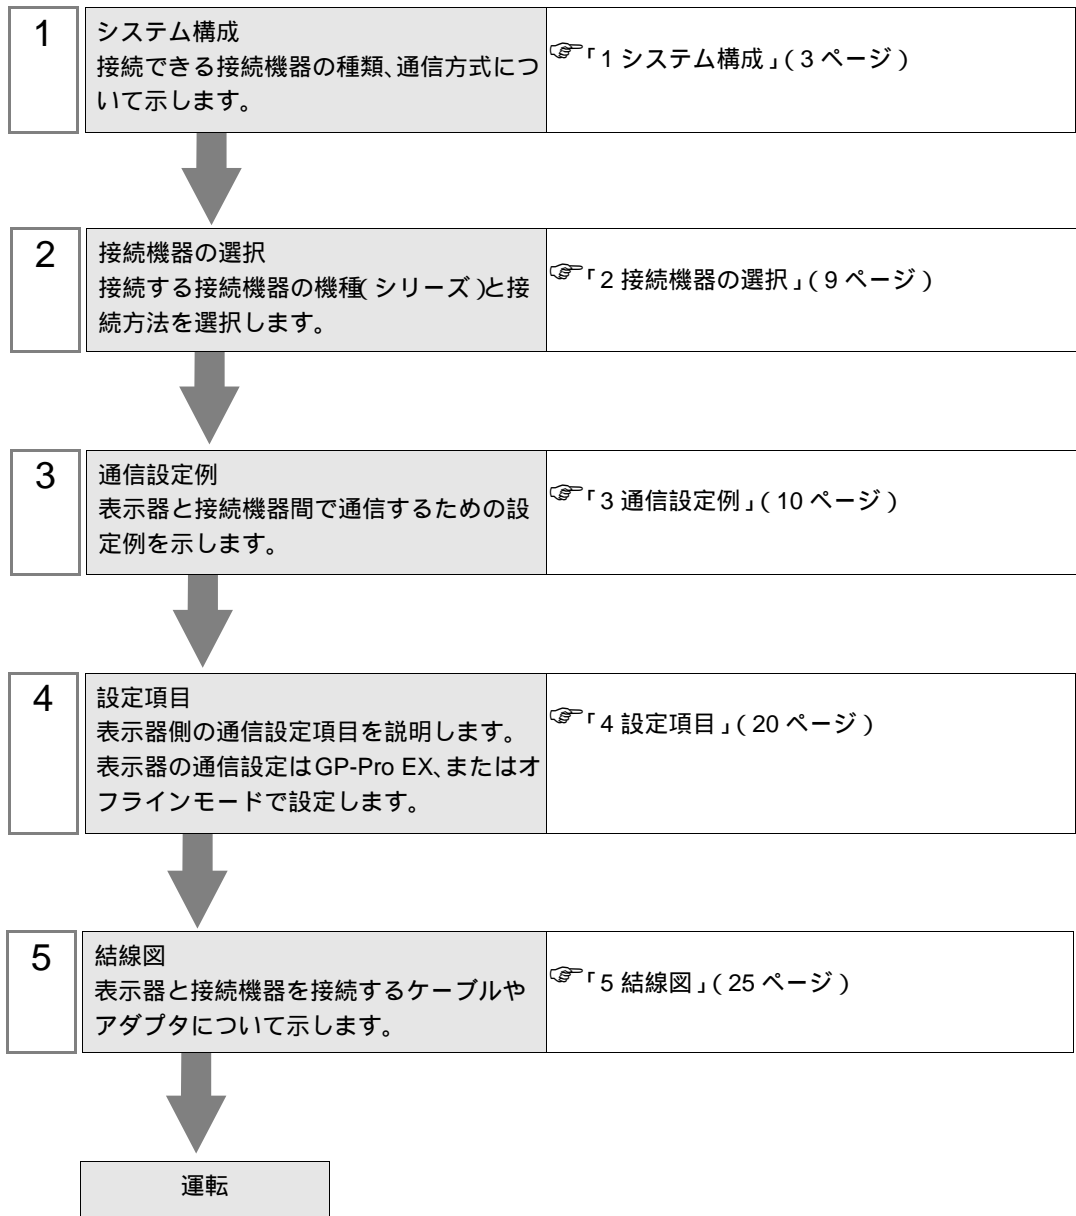 1
システム構成
接続できる接続機器の種類、通信方式につ
いて示します。
☞「1 システム構成」( 3 ページ )
2
接続機器の選択
接続する接続機器の機種( シリーズ )と接
続方法を選択します。
☞「2 接続機器の選択」( 9 ページ )
3
通信設定例
表示器と接続機器間で通信するための設
定例を示します。
☞「3 通信設定例」( 10 ページ )
4
設定項目
表示器側の通信設定項目を説明します。
表示器の通信設定はGP-Pro EX、またはオ
フラインモードで設定します。
☞「4 設定項目」( 20 ページ )
5
結線図
表示器と接続機器を接続するケーブルや
アダプタについて示します。
☞「5 結線図」( 25 ページ )
運転